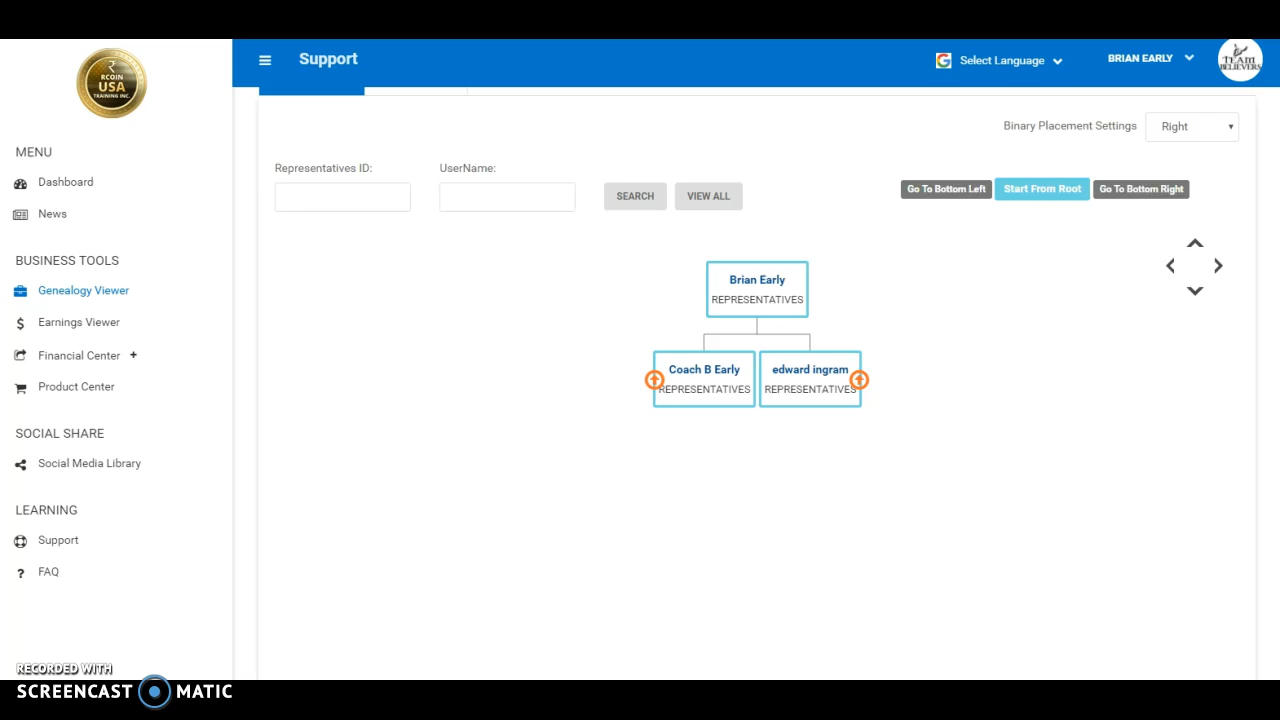 RCOIN
USA
TRAINING INC.
Support
Select Language
BRIAN EARLY
TEAM
BELIEVERS
MENU
Dashboard
News
BUSINESS TOOLS
Genealogy Viewer
Earnings Viewer
Financial Center +
Product Center
SOCIAL SHARE
Social Media Library
LEARNING
Support
FAQ
Binary Placement Settings Right
Representatives ID:
UserName:
SEARCH
VIEW ALL
Go To Bottom Left
Start From Root
Go To Bottom Right
Brian Early
REPRESENTATIVES
Coach B Early
REPRESENTATIVES
edward ingram
REPRESENTATIVES
RECORDED WITH
SCREENCAST MATIC